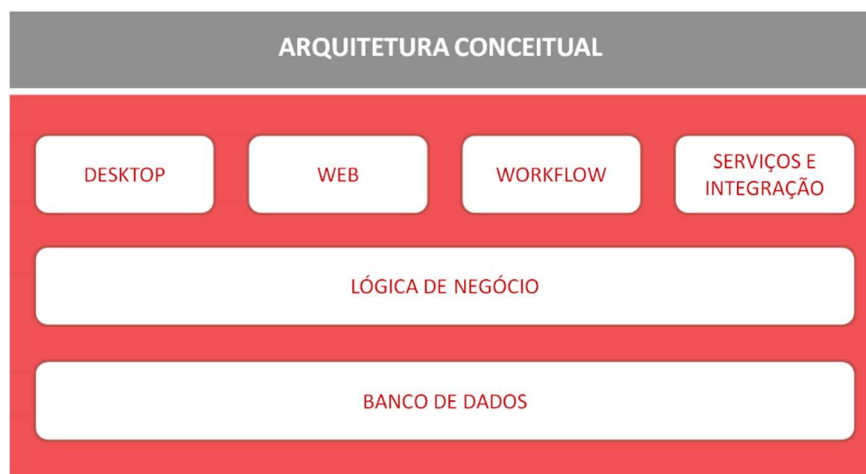 ARQUITETURA CONCEITUAL
DESKTOP
WEB
WORKFLOW
SERVIÇOS E
INTEGRAÇÃO
LÓGICA DE NEGÓCIO
BANCO DE DADOS